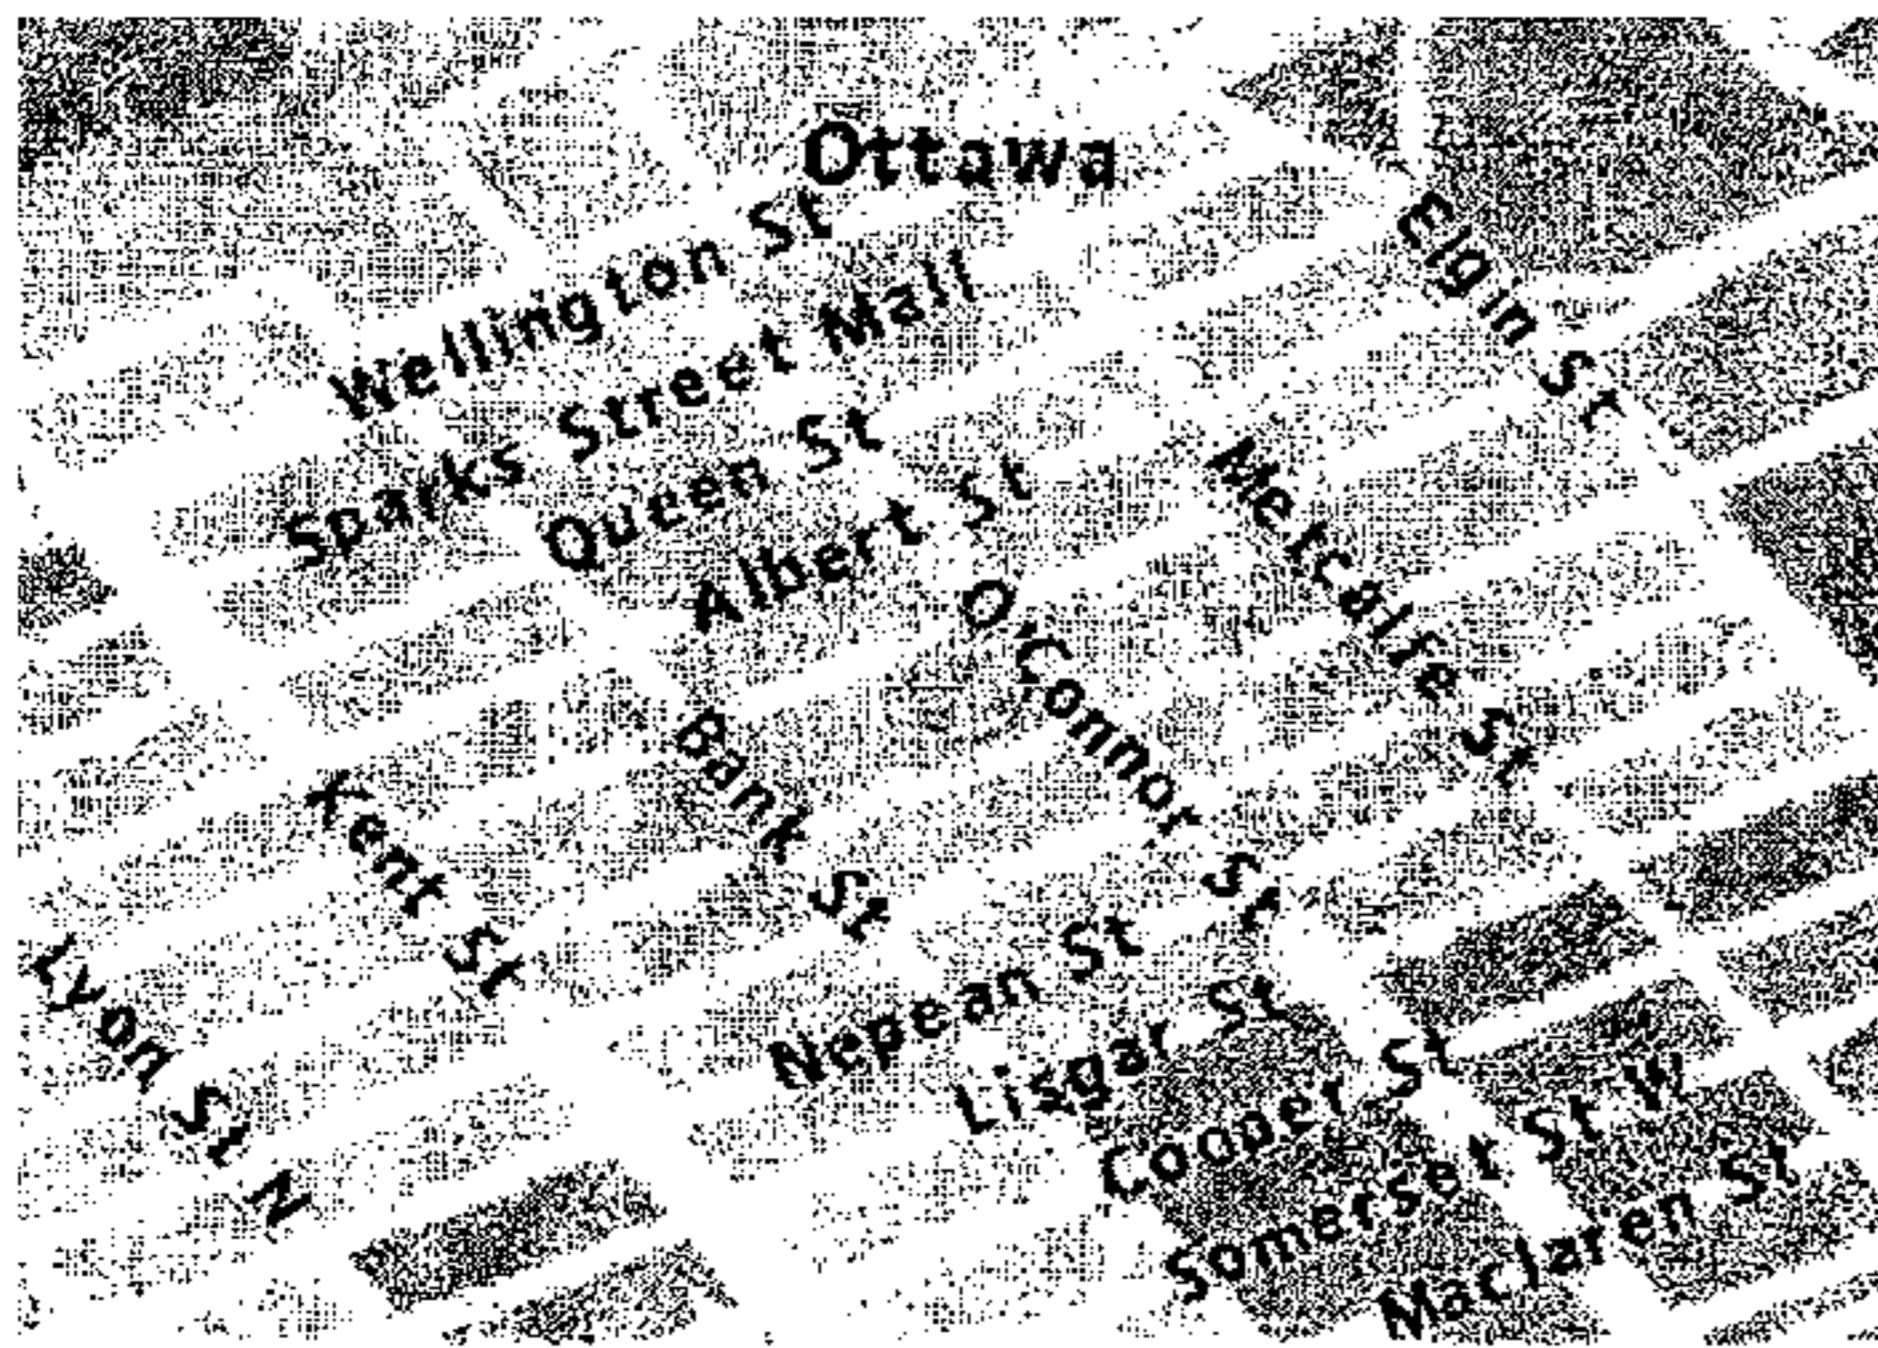 Ottawa
Wellington St
Elgin St
Sparks Street Mall
Queen St
Albert St
Metcalfe St
O'Connor St
Bank St
Kent St
Lyon St N
Nepean St
Lisgar St
Cooper St
Somerset St W
Maclaren St